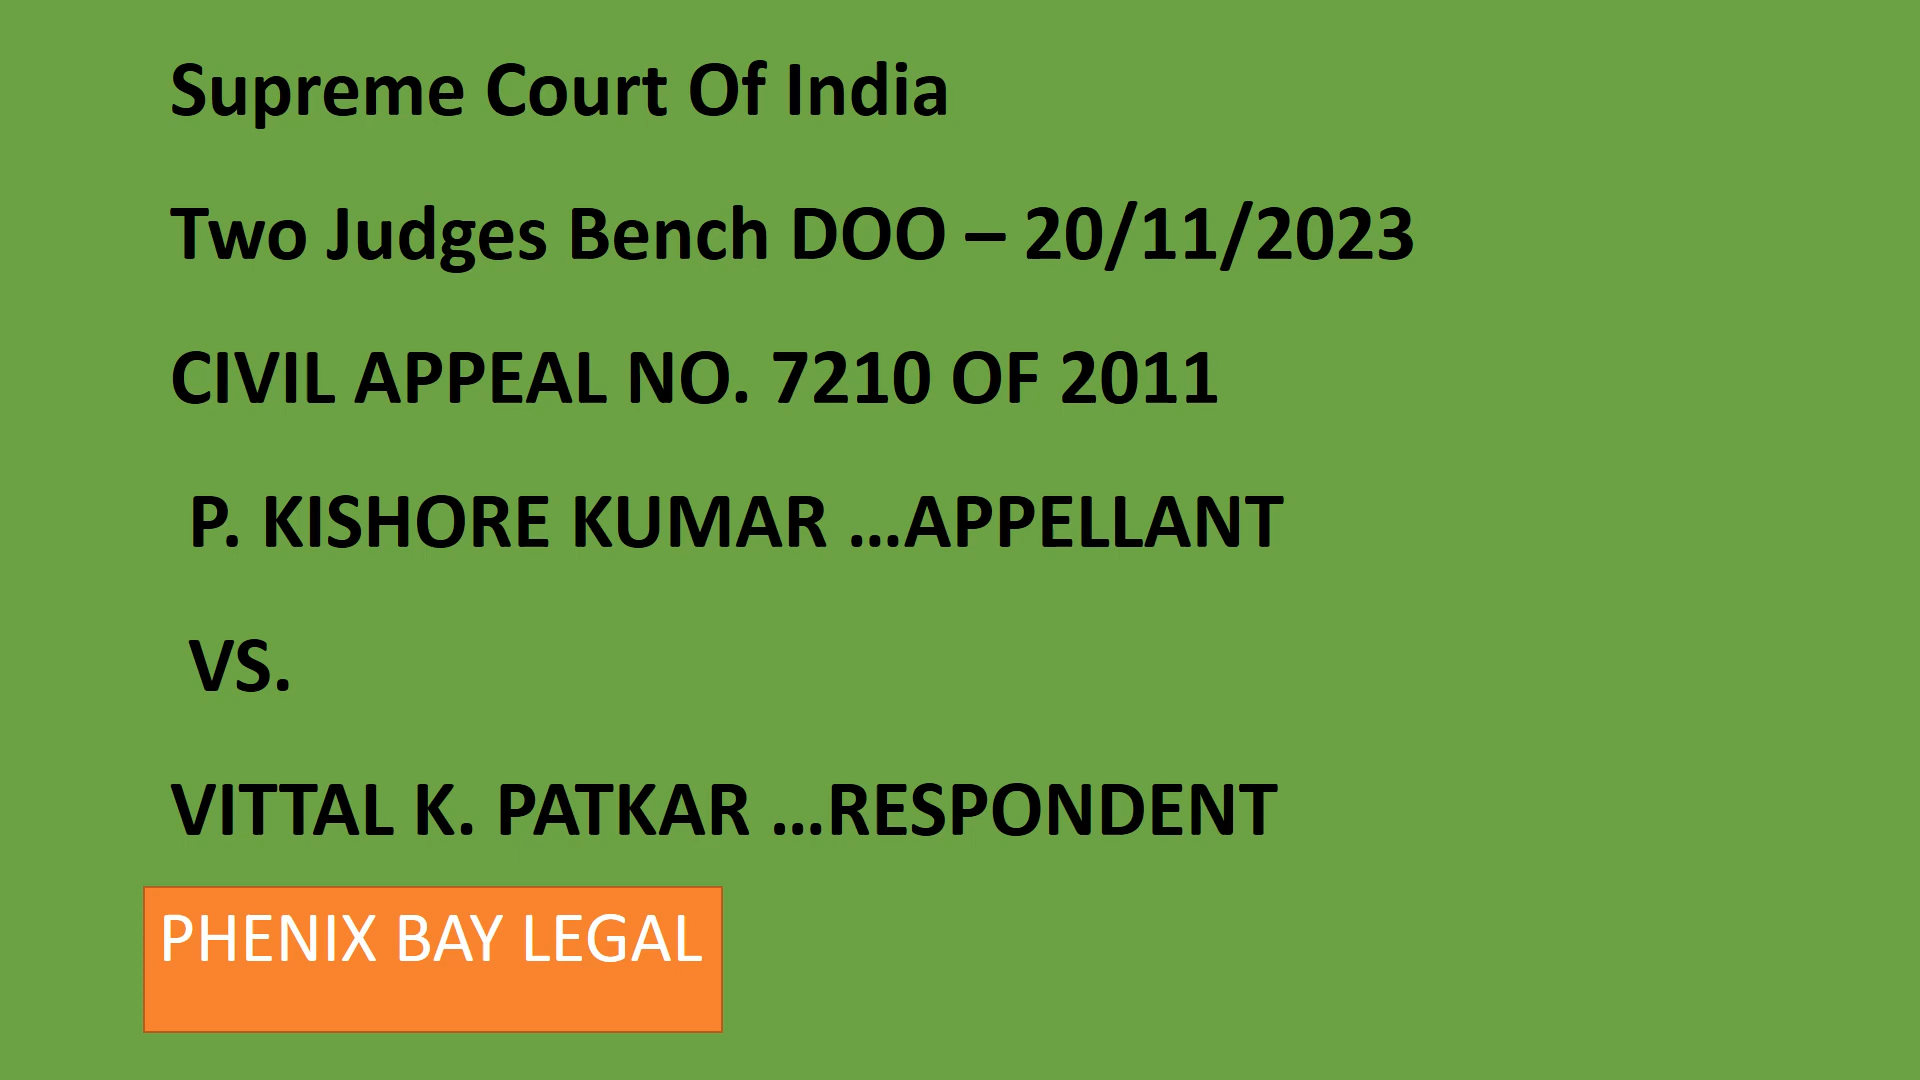 Supreme Court Of India
Two Judges Bench DOO – 20/11/2023
CIVIL APPEAL NO. 7210 OF 2011
P. KISHORE KUMAR …APPELLANT
VS.
VITTAL K. PATKAR …RESPONDENT
PHENIX BAY LEGAL